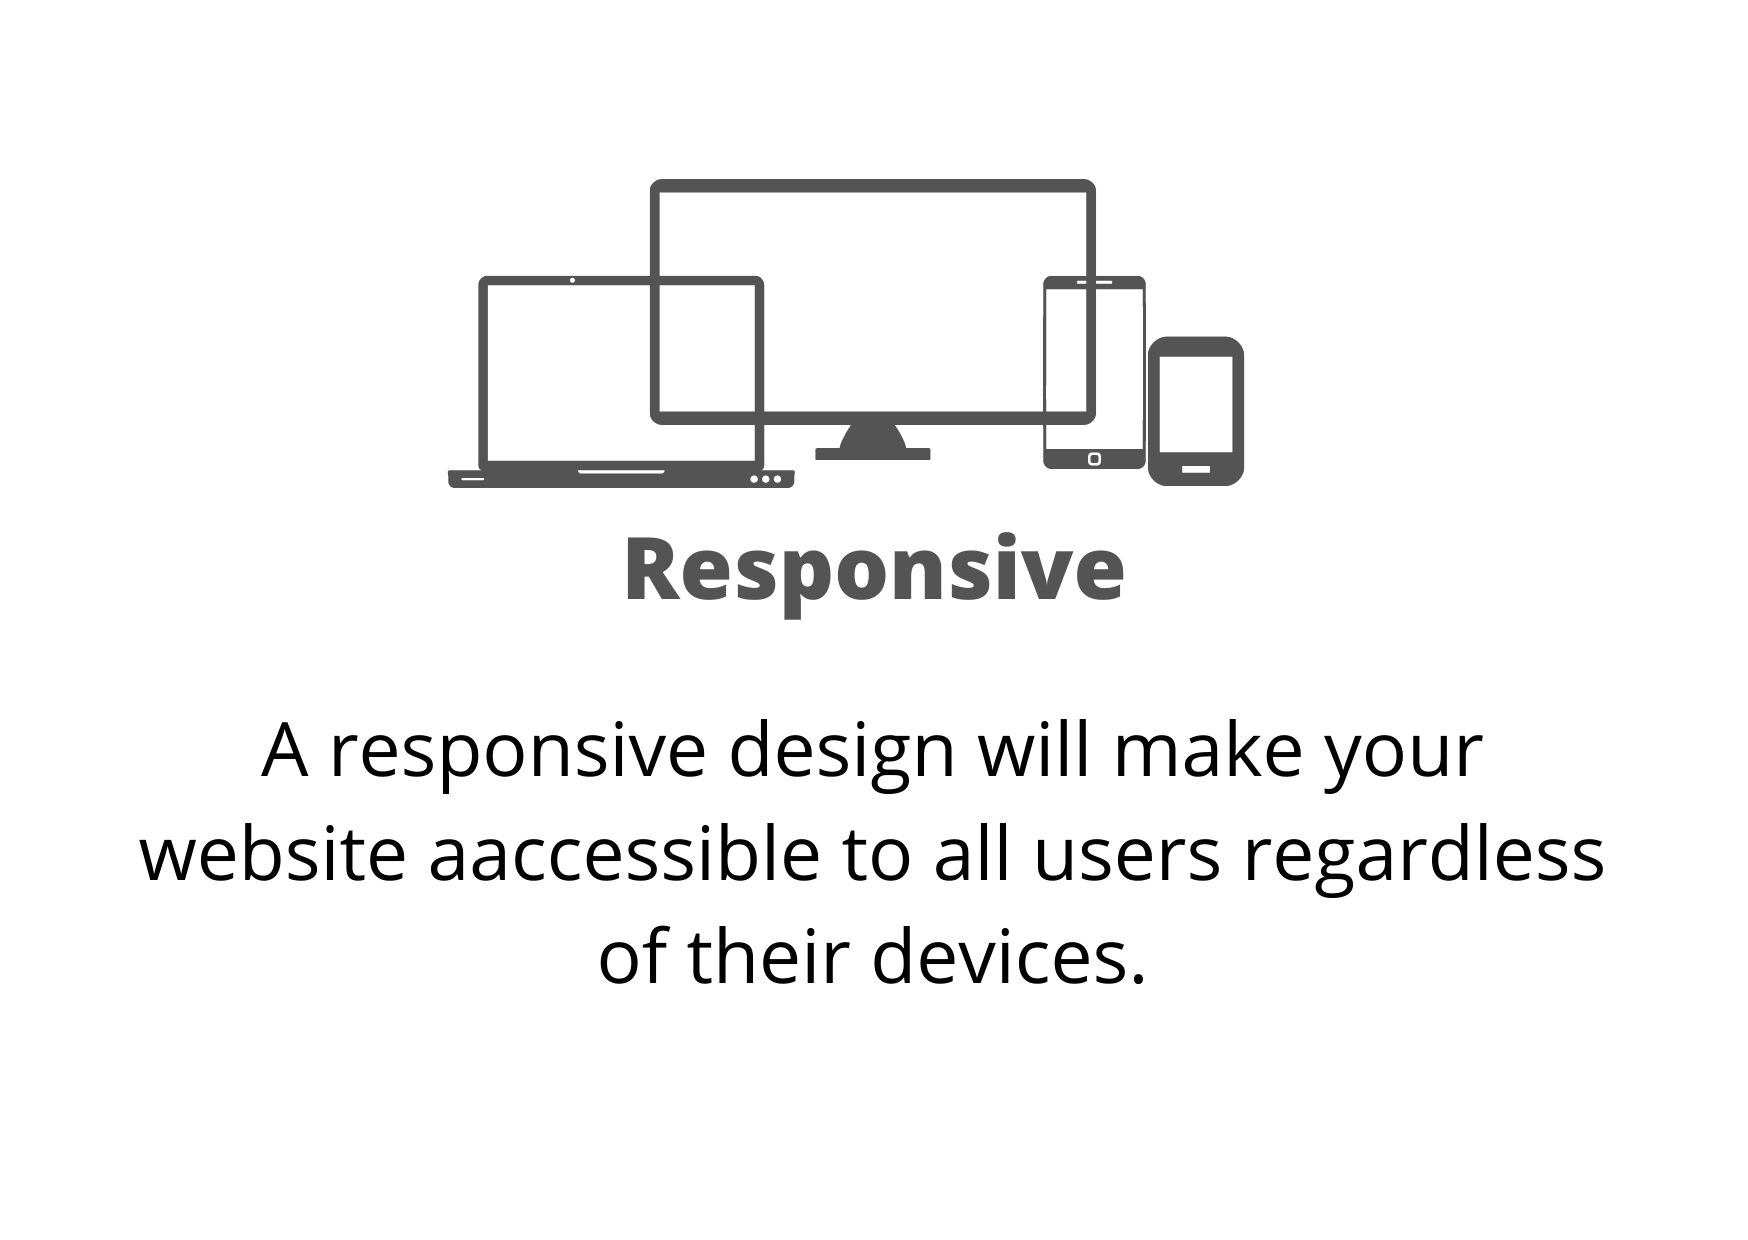 Responsive
A responsive design will make your
website aaccessible to all users regardless
of their devices.